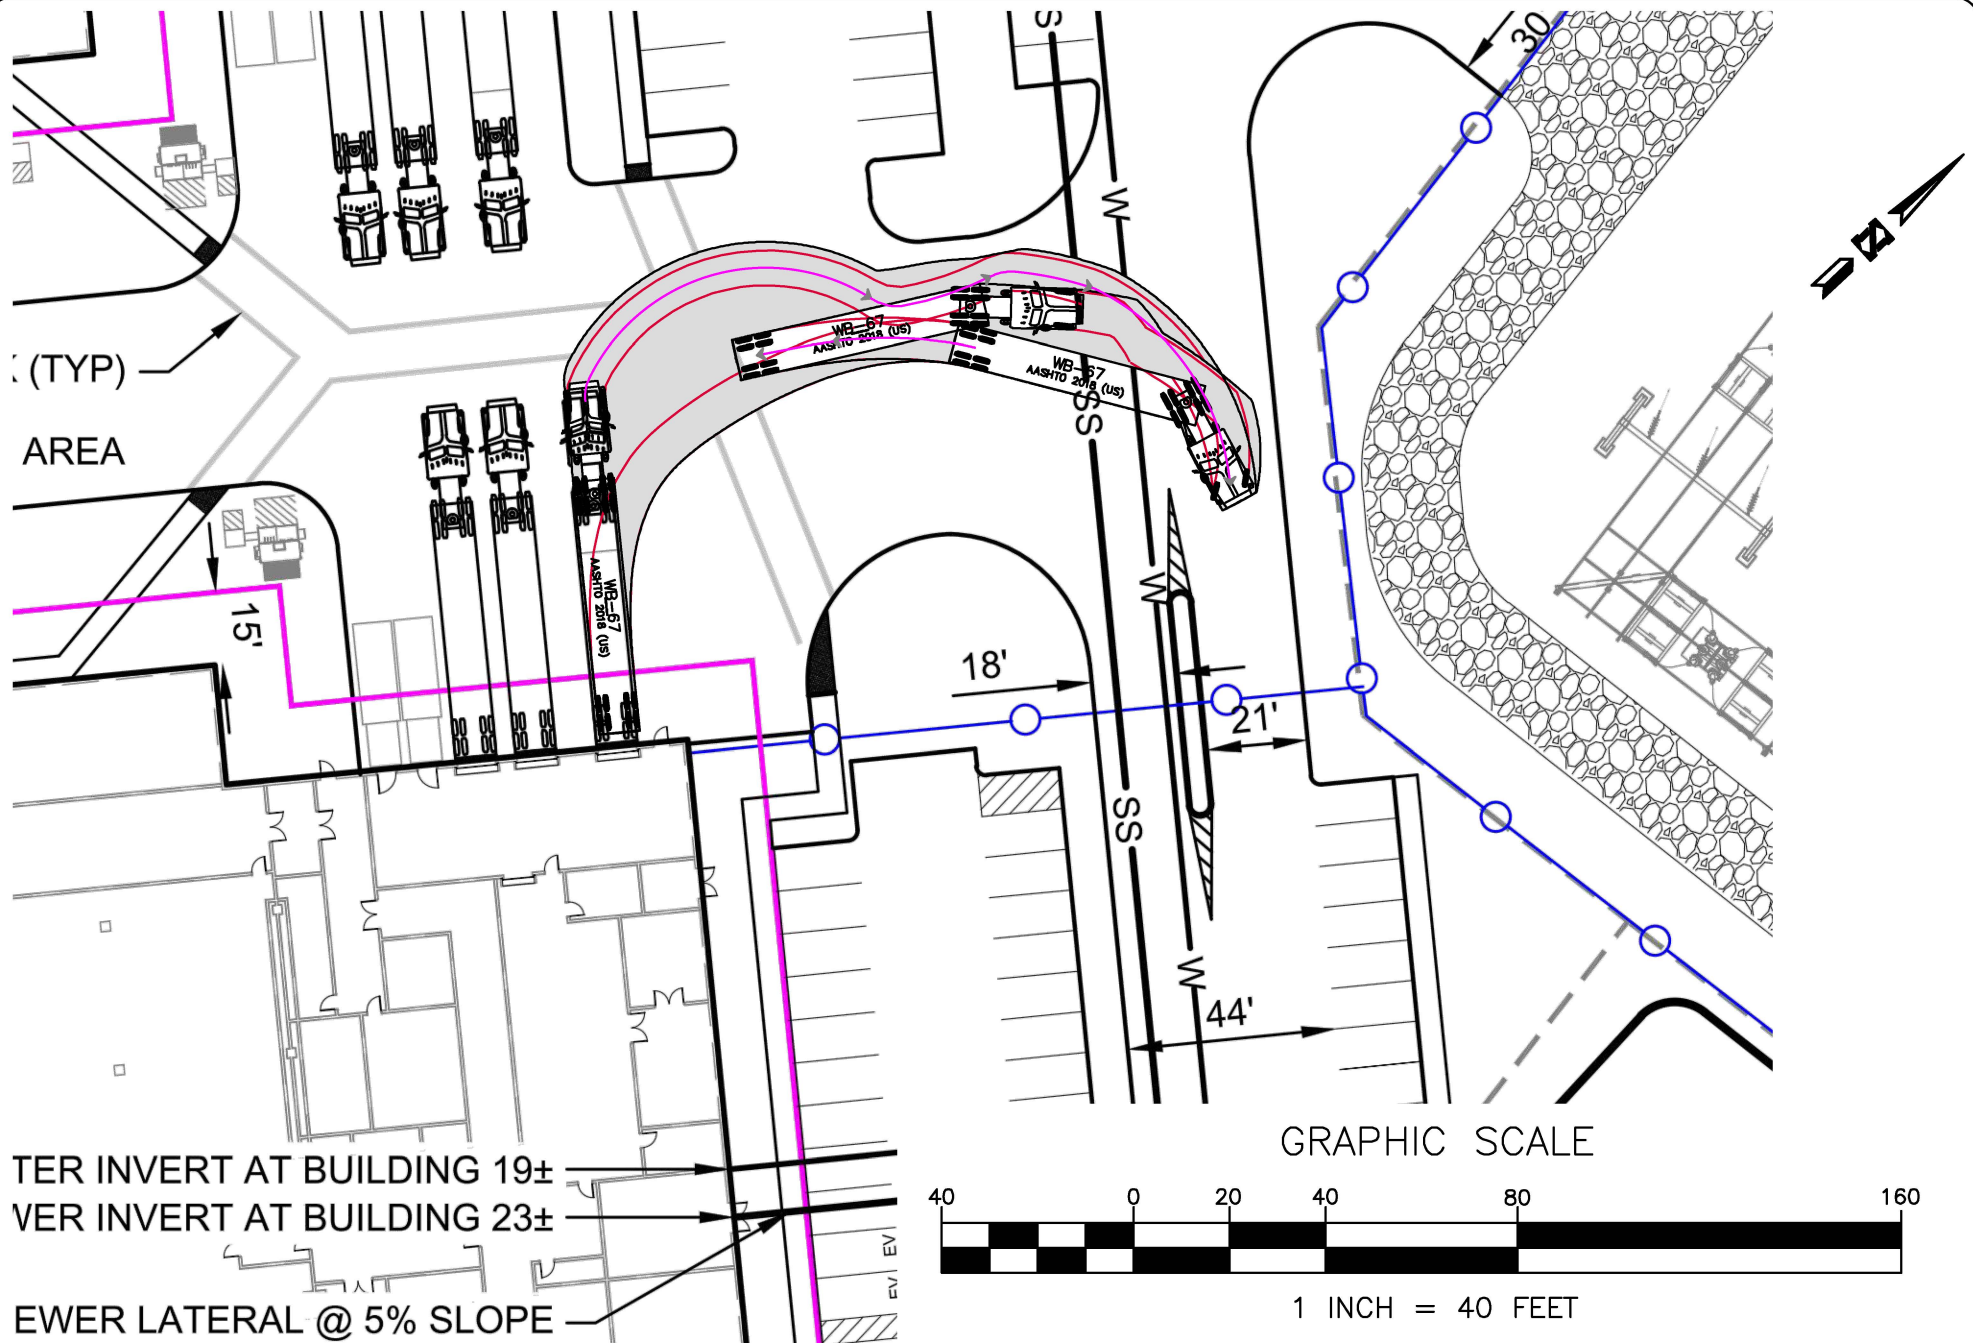 SS
W
30
N
K (TYP)
AREA
WB-67
AASHTO 2018 (US)
WB-67
AASHTO 2018 (US)
SS
WB-67
AASHTO 2018 (US)
W
15'
18'
21'
SS
W
44'
TER INVERT AT BUILDING 19±
WER INVERT AT BUILDING 23±
EWER LATERAL @ 5% SLOPE
EV
EV
GRAPHIC SCALE
40 0 20 40 80 160
1 INCH = 40 FEET